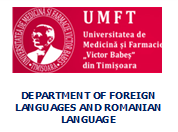 UMFT
Universitatea de
Medicină și Farmacie
„Victor Babeș”
din Timișoara
DEPARTMENT OF FOREIGN
LANGUAGES AND ROMANIAN
LANGUAGE